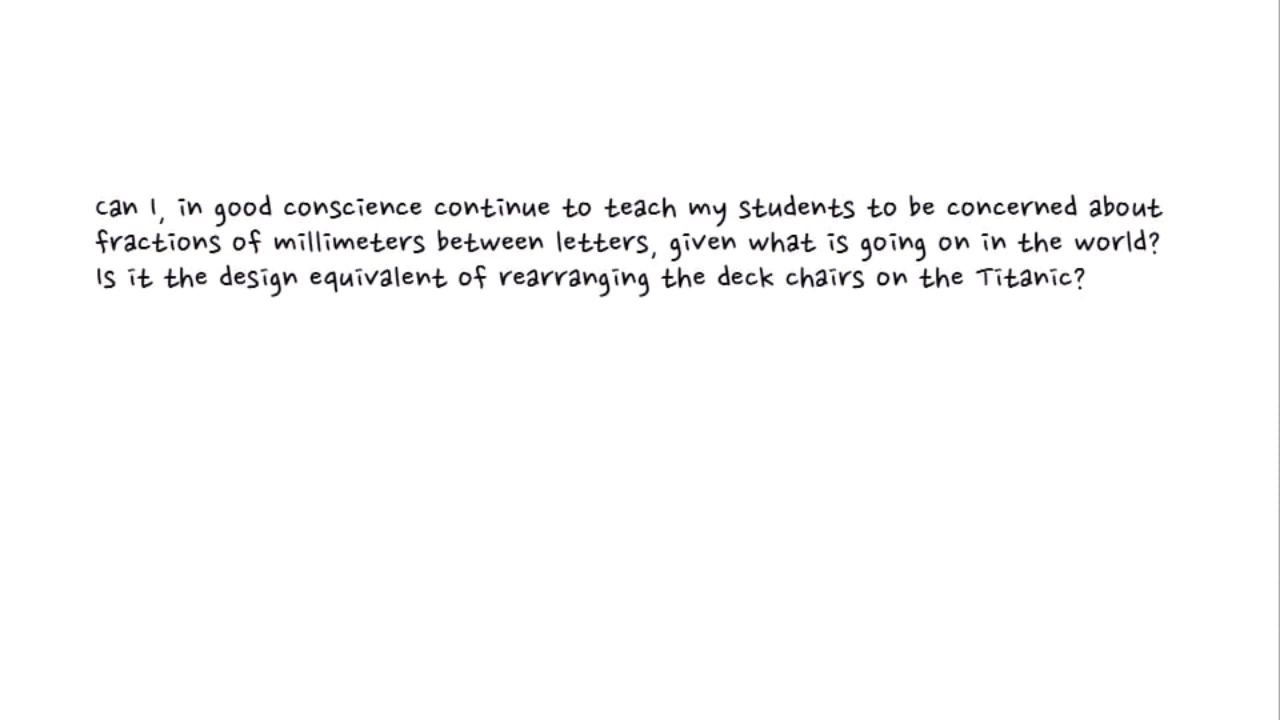 can I, in good conscience continue to teach my students to be concerned about
fractions of millimeters between letters, given what is going on in the world?
Is it the design equivalent of rearranging the deck chairs on the Titanic?